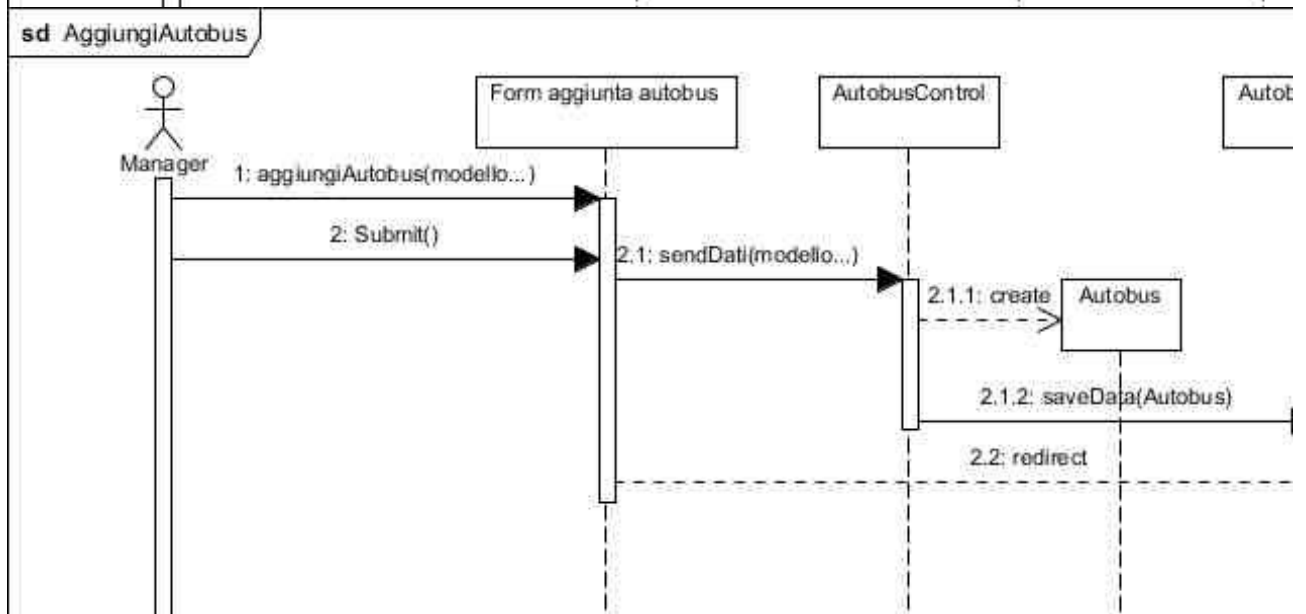 sd AggiungiAutobus
Form aggiunta autobus
AutobusControl
Autob
Manager
1: aggiungiAutobus(modello...)
2: Submit()
2.1: sendDati(modello...)
2.1.1: create
Autobus
2.1.2: saveData(Autobus)
2.2: redirect